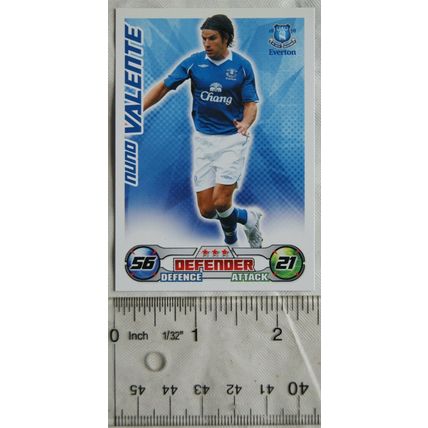 NUNO VALENTE
Everton
Chang
56 DEFENDER 21
DEFENCE ATTACK
0 Inch 1/32" 1 2
45 44 43 42 41 40